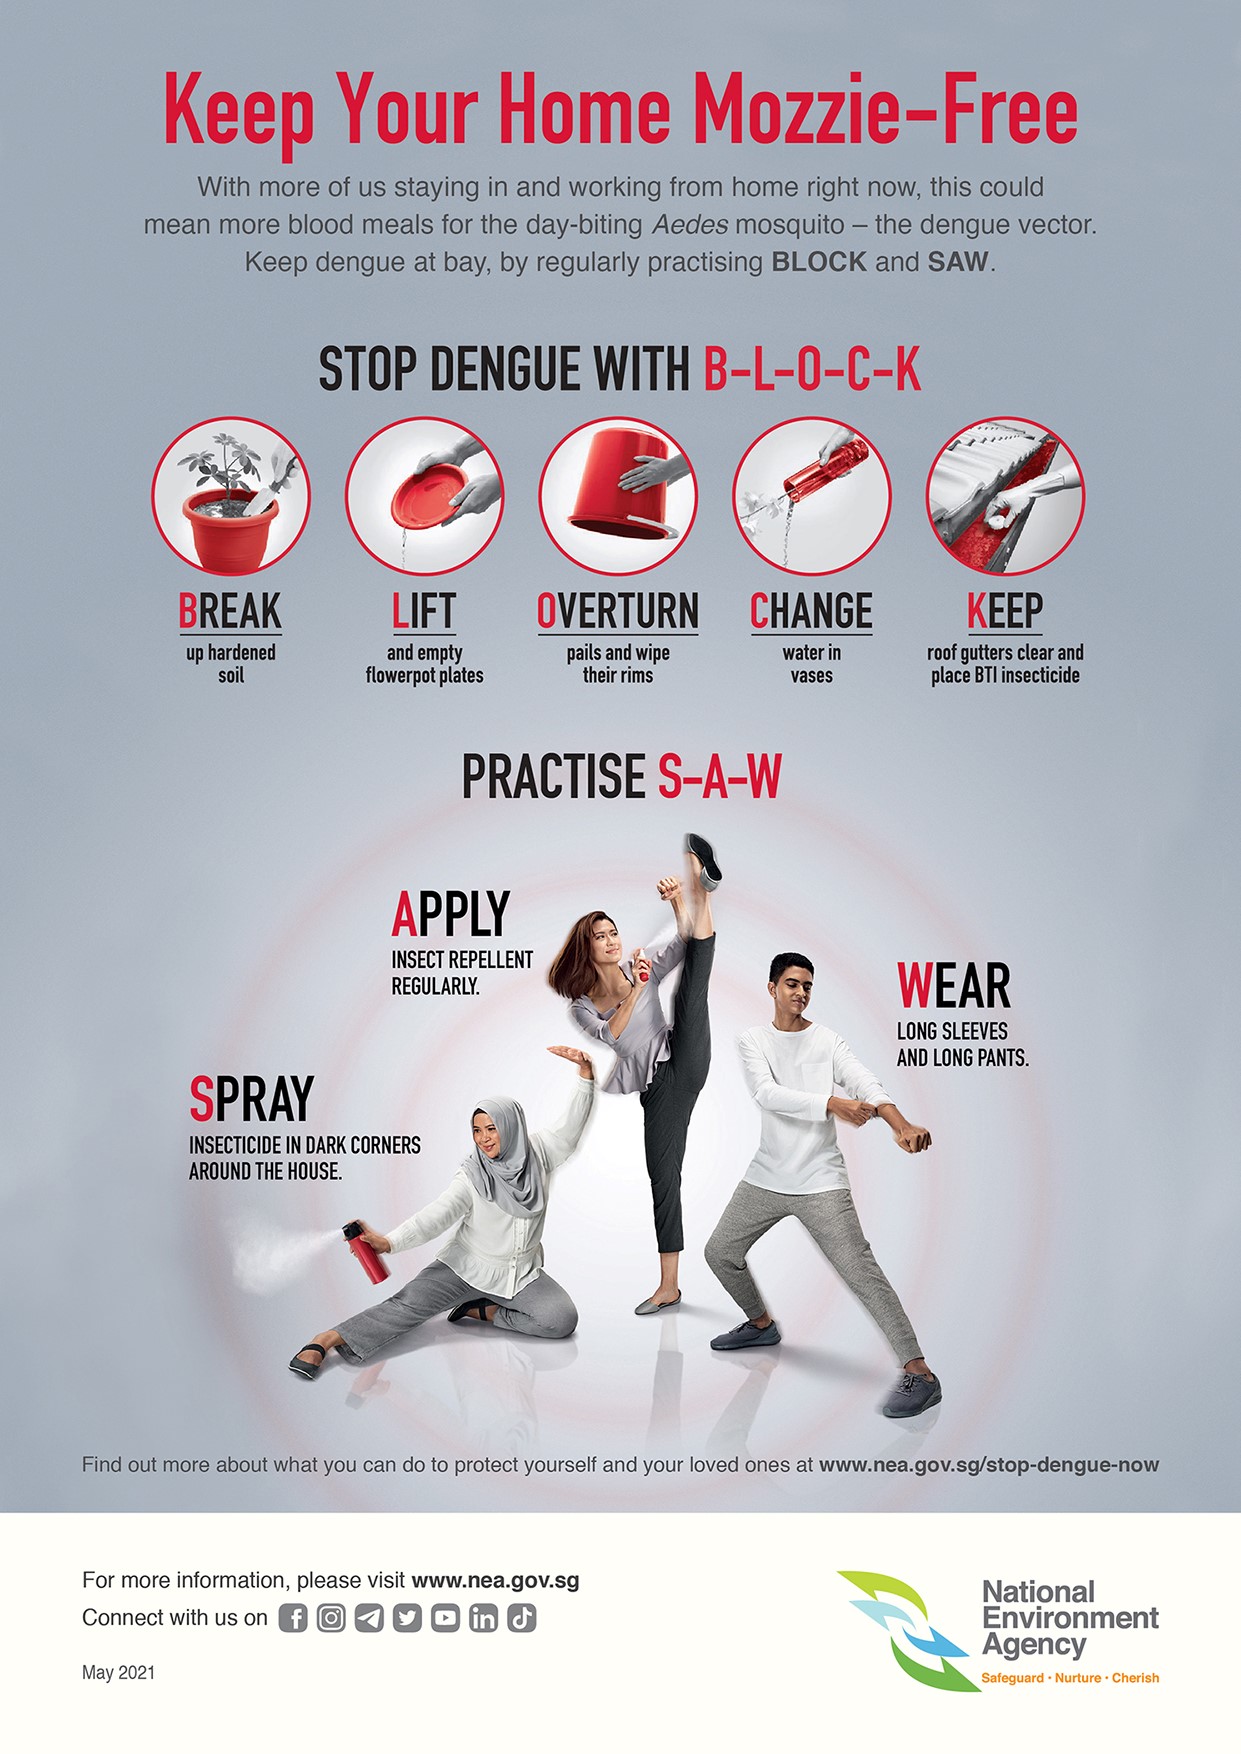 Keep Your Home Mozzie-Free
With more of us staying in and working from home right now, this could
mean more blood meals for the day-biting Aedes mosquito – the dengue vector.
Keep dengue at bay, by regularly practising BLOCK and SAW.
STOP DENGUE WITH B-L-O-C-K
BREAK
up hardened
soil
LIFT
and empty
flowerpot plates
OVERTURN
pails and wipe
their rims
CHANGE
water in
vases
KEEP
roof gutters clear and
place BTI insecticide
PRACTISE S-A-W
APPLY
INSECT REPELLENT
REGULARLY.
WEAR
LONG SLEEVES
AND LONG PANTS.
SPRAY
INSECTICIDE IN DARK CORNERS
AROUND THE HOUSE.
Find out more about what you can do to protect yourself and your loved ones at www.nea.gov.sg/stop-dengue-now
For more information, please visit www.nea.gov.sg
Connect with us on
May 2021
National
Environment
Agency
Safeguard · Nurture · Cherish